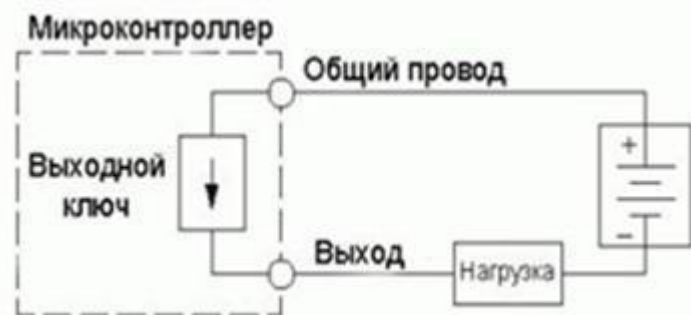 Микроконтроллер
Общий провод
+
Выходной
ключ
Выход
Нагрузка
-